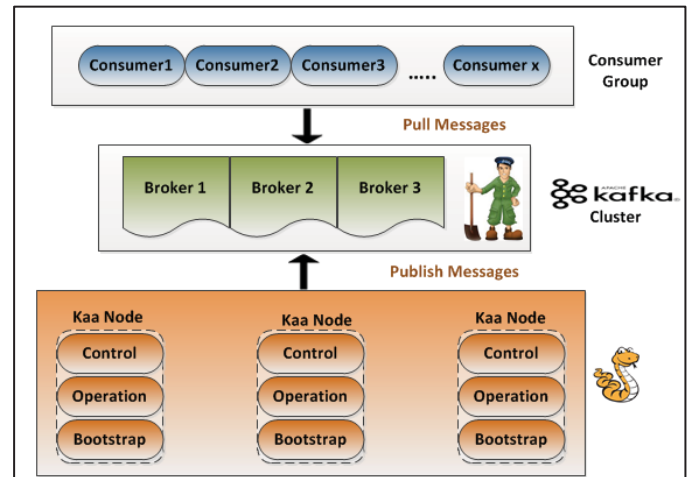 Consumer1 Consumer2 Consumer3 ..... Consumer x
Consumer
Group
Pull Messages
Broker 1 Broker 2 Broker 3
APACHE
kafka
Cluster
Publish Messages
Kaa Node Kaa Node Kaa Node
Control Control Control
Operation Operation Operation
Bootstrap Bootstrap Bootstrap